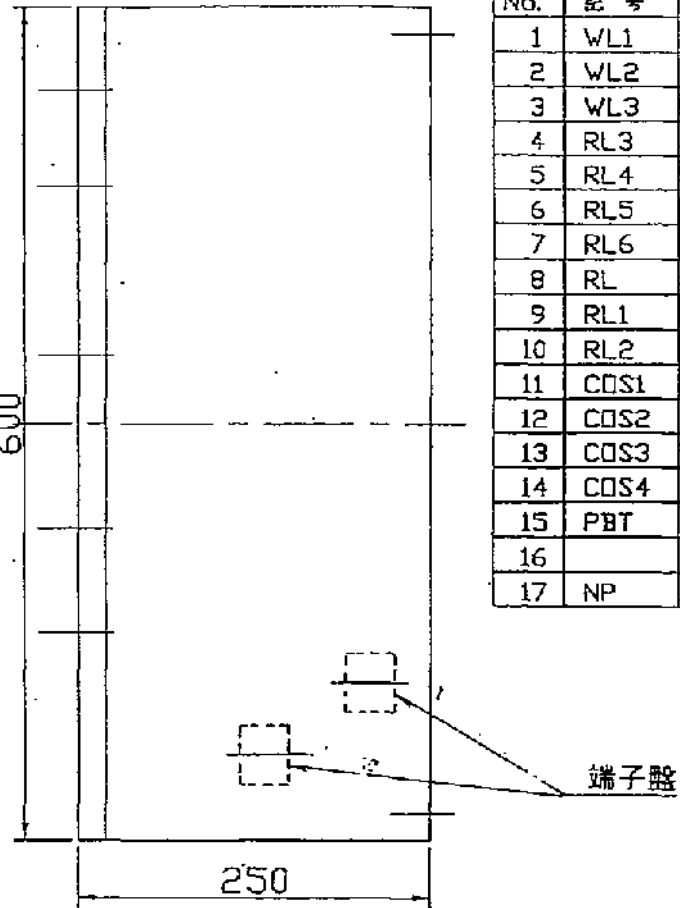 No. 記号
1 WL1
2 WL2
3 WL3
4 RL3
5 RL4
6 RL5
7 RL6
8 RL
9 RL1
10 RL2
11 COS1
12 COS2
13 COS3
14 COS4
15 PBT
16
17 NP
600
端子盤
250